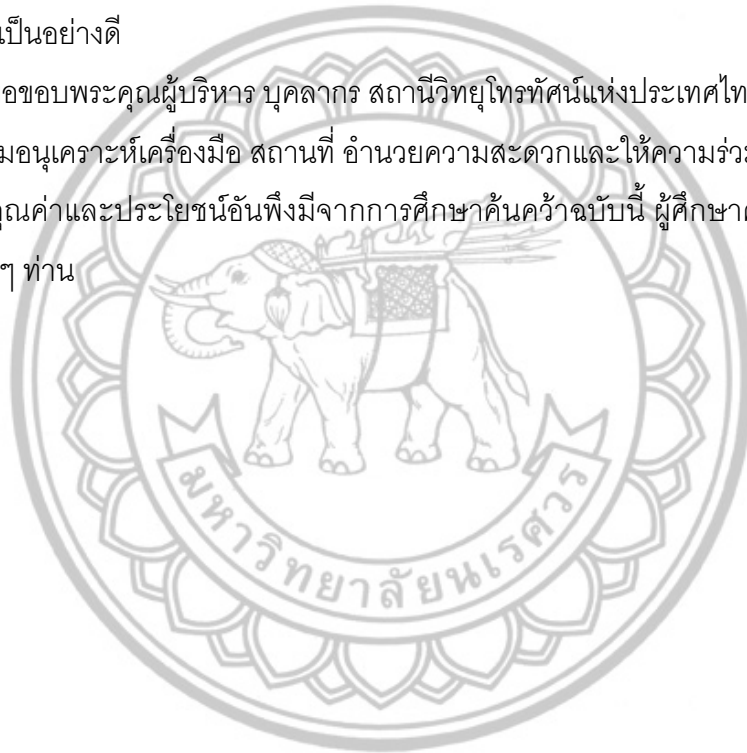 เป็นอย่างดี
อขอบพระคุณผู้บริหาร บุคลากร สถานีวิทยุโทรทัศน์แห่งประเทศไท
มอนุเคราะห์เครื่องมือ สถานที่ อำนวยความสะดวกและให้ความร่ว
ุณค่าและประโยชน์อันพึงมีจากการศึกษาค้นคว้าฉบับนี้ ผู้ศึกษา
ๆ ท่าน
มหาวิทยาลัยนเรศวร